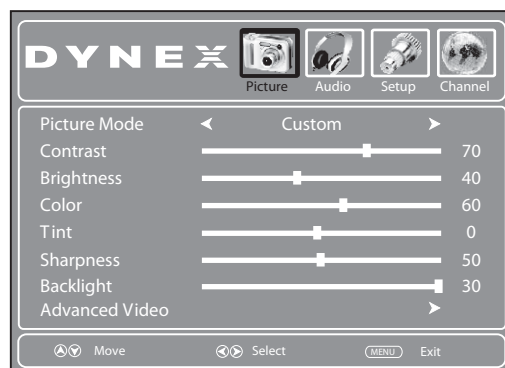 DYNEX
Picture Audio Setup Channel
Picture Mode Custom
Contrast 70
Brightness 40
Color 60
Tint 0
Sharpness 50
Backlight 30
Advanced Video
Move Select MENU Exit